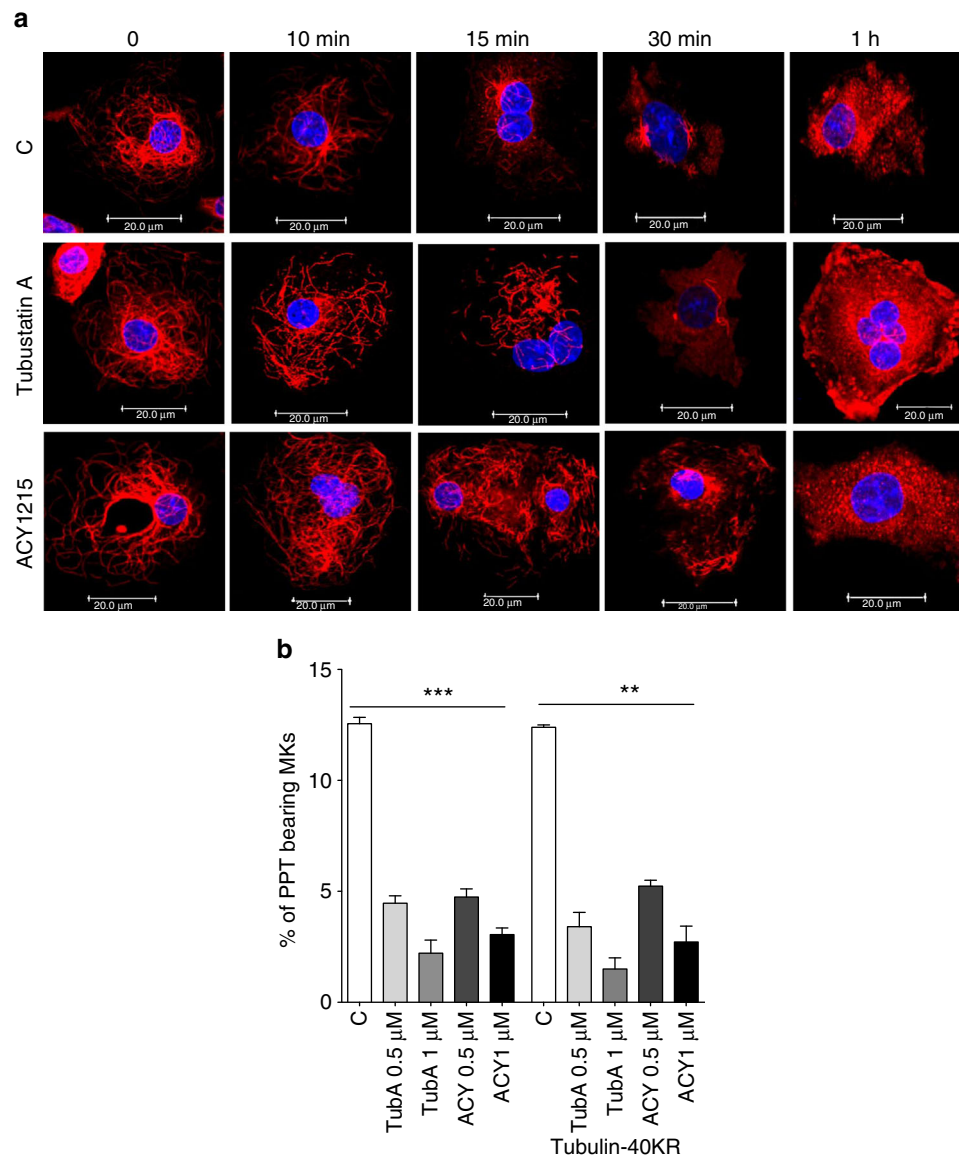 a
0 10 min 15 min 30 min 1 h
C
20.0 µm 20.0 µm 20.0 µm 20.0 µm 20.0 µm
Tubustatin A
20.0 µm 20.0 µm 20.0 µm 20.0 µm 20.0 µm
ACY1215
20.0 µm 20.0 µm 20.0 µm 20.0 µm 20.0 µm
b
% of PPT bearing MKs
15
10
5
0
*** **
C TubA 0.5 µM TubA 1 µM ACY 0.5 µM ACY1 µM C TubA 0.5 µM TubA 1 µM ACY 0.5 µM ACY1 µM
Tubulin-40KR